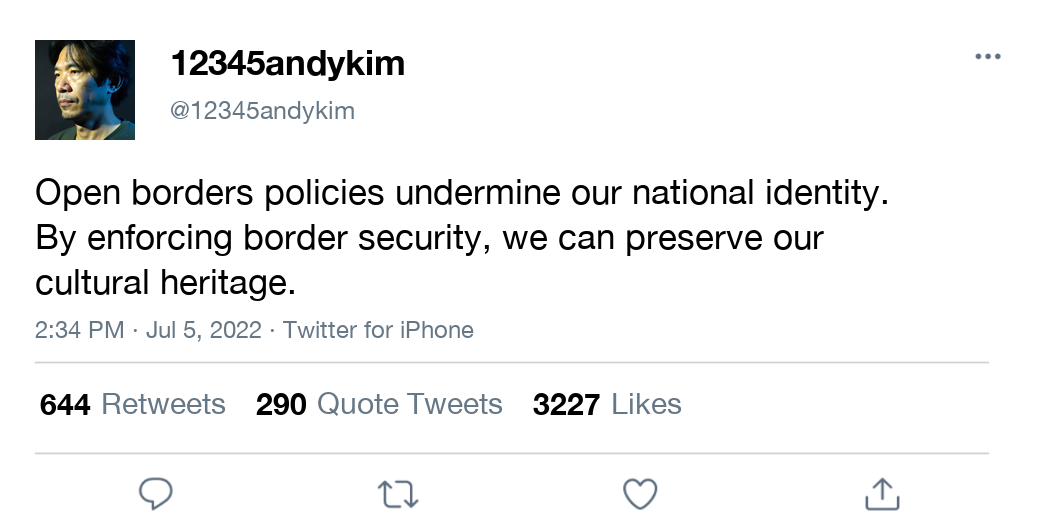 12345andykim
@12345andykim
Open borders policies undermine our national identity.
By enforcing border security, we can preserve our
cultural heritage.
2:34 PM · Jul 5, 2022 · Twitter for iPhone
644 Retweets 290 Quote Tweets 3227 Likes